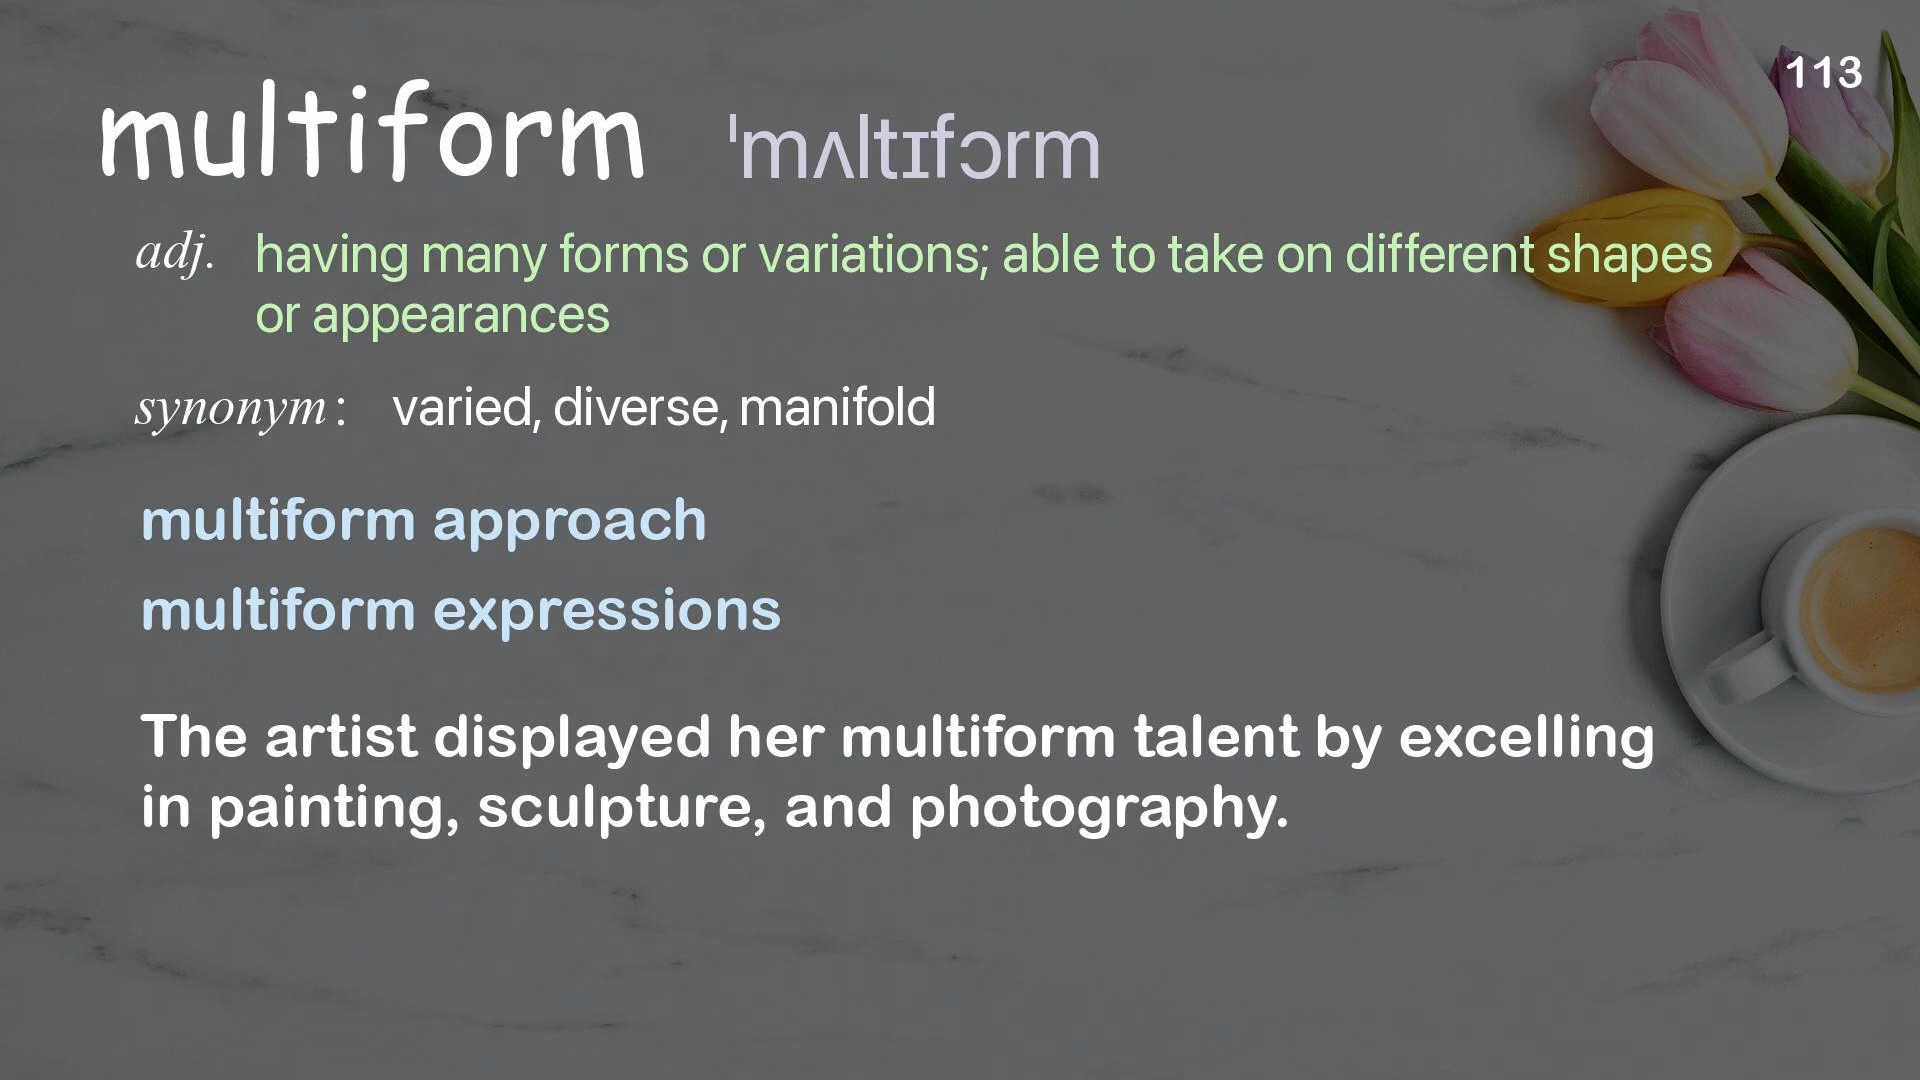 113
multiform ˈmʌltɪfɔrm
adj. having many forms or variations; able to take on different shapes
or appearances
synonym: varied, diverse, manifold
multiform approach
multiform expressions
The artist displayed her multiform talent by excelling
in painting, sculpture, and photography.